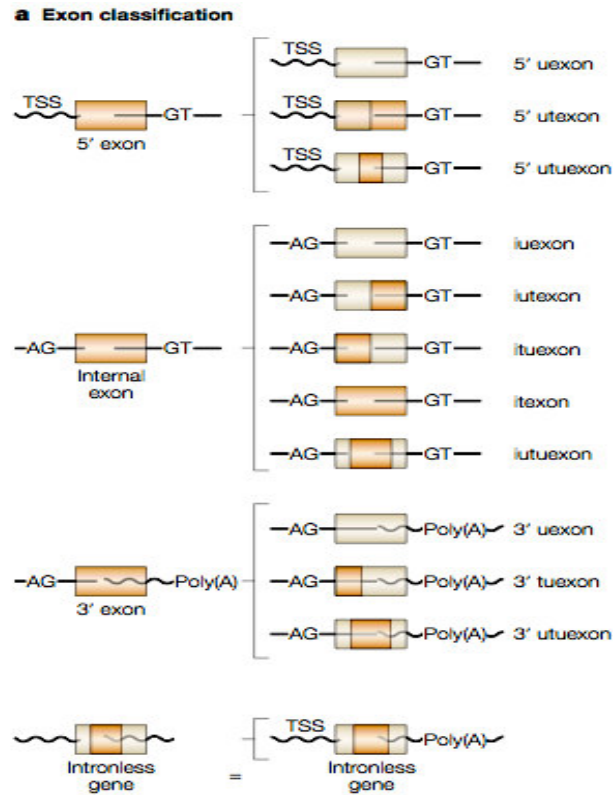 a Exon classification
TSS GT 5′ uexon
TSS GT
5′ exon
TSS GT 5′ utexon
TSS GT 5′ utuexon
AG GT iuexon
AG GT iutexon
AG GT
Internal
exon
AG GT ituexon
AG GT itexon
AG GT iutuexon
AG Poly(A) 3′ uexon
AG Poly(A)
3′ exon
AG Poly(A) 3′ tuexon
AG Poly(A) 3′ utuexon
Intronless
gene
=
TSS Poly(A)
Intronless
gene